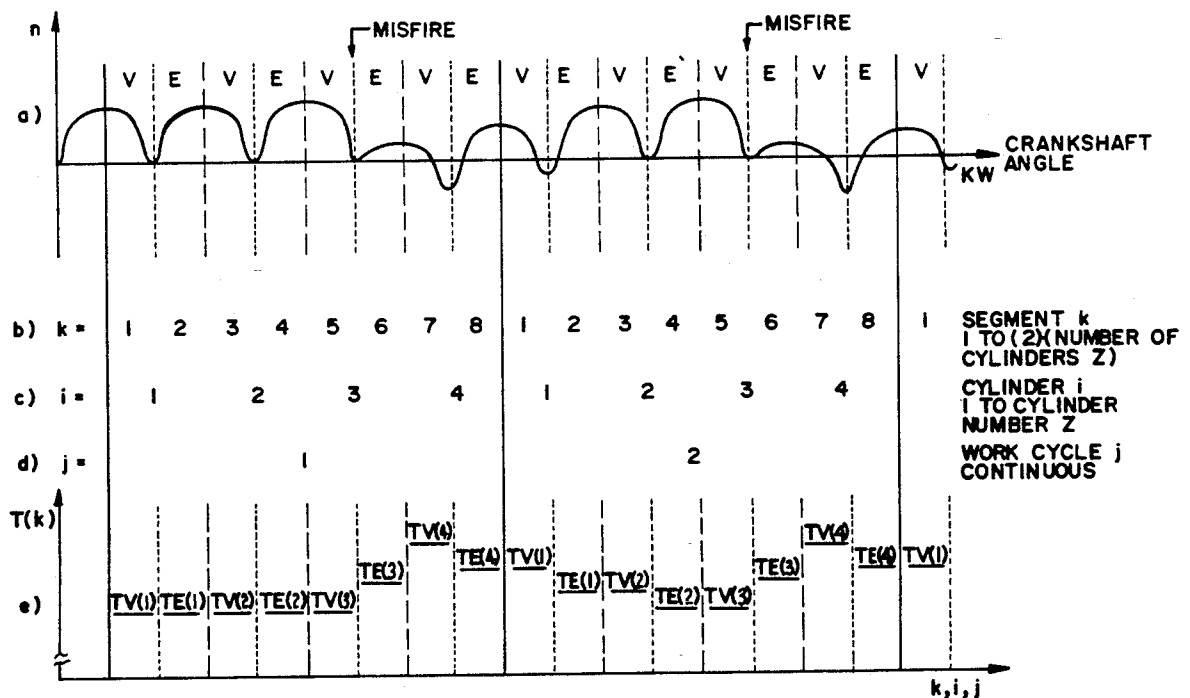 n
MISFIRE
MISFIRE
V E V E V E V E V E V E V E V E V
a)
CRANKSHAFT
ANGLE
KW
b) k = 1 2 3 4 5 6 7 8 1 2 3 4 5 6 7 8 1
SEGMENT k
1 TO (2)(NUMBER OF
CYLINDERS Z)
c) i = 1 2 3 4 1 2 3 4
CYLINDER i
1 TO CYLINDER
NUMBER Z
d) j = 1 2
WORK CYCLE j
CONTINUOUS
T(k)
e)
TV(1) TE(1) TV(2) TE(2) TV(3) TE(3) TV(4) TE(4) TV(1) TE(1) TV(2) TE(2) TV(3) TE(3) TV(4) TE(4) TV(1)
k, i, j